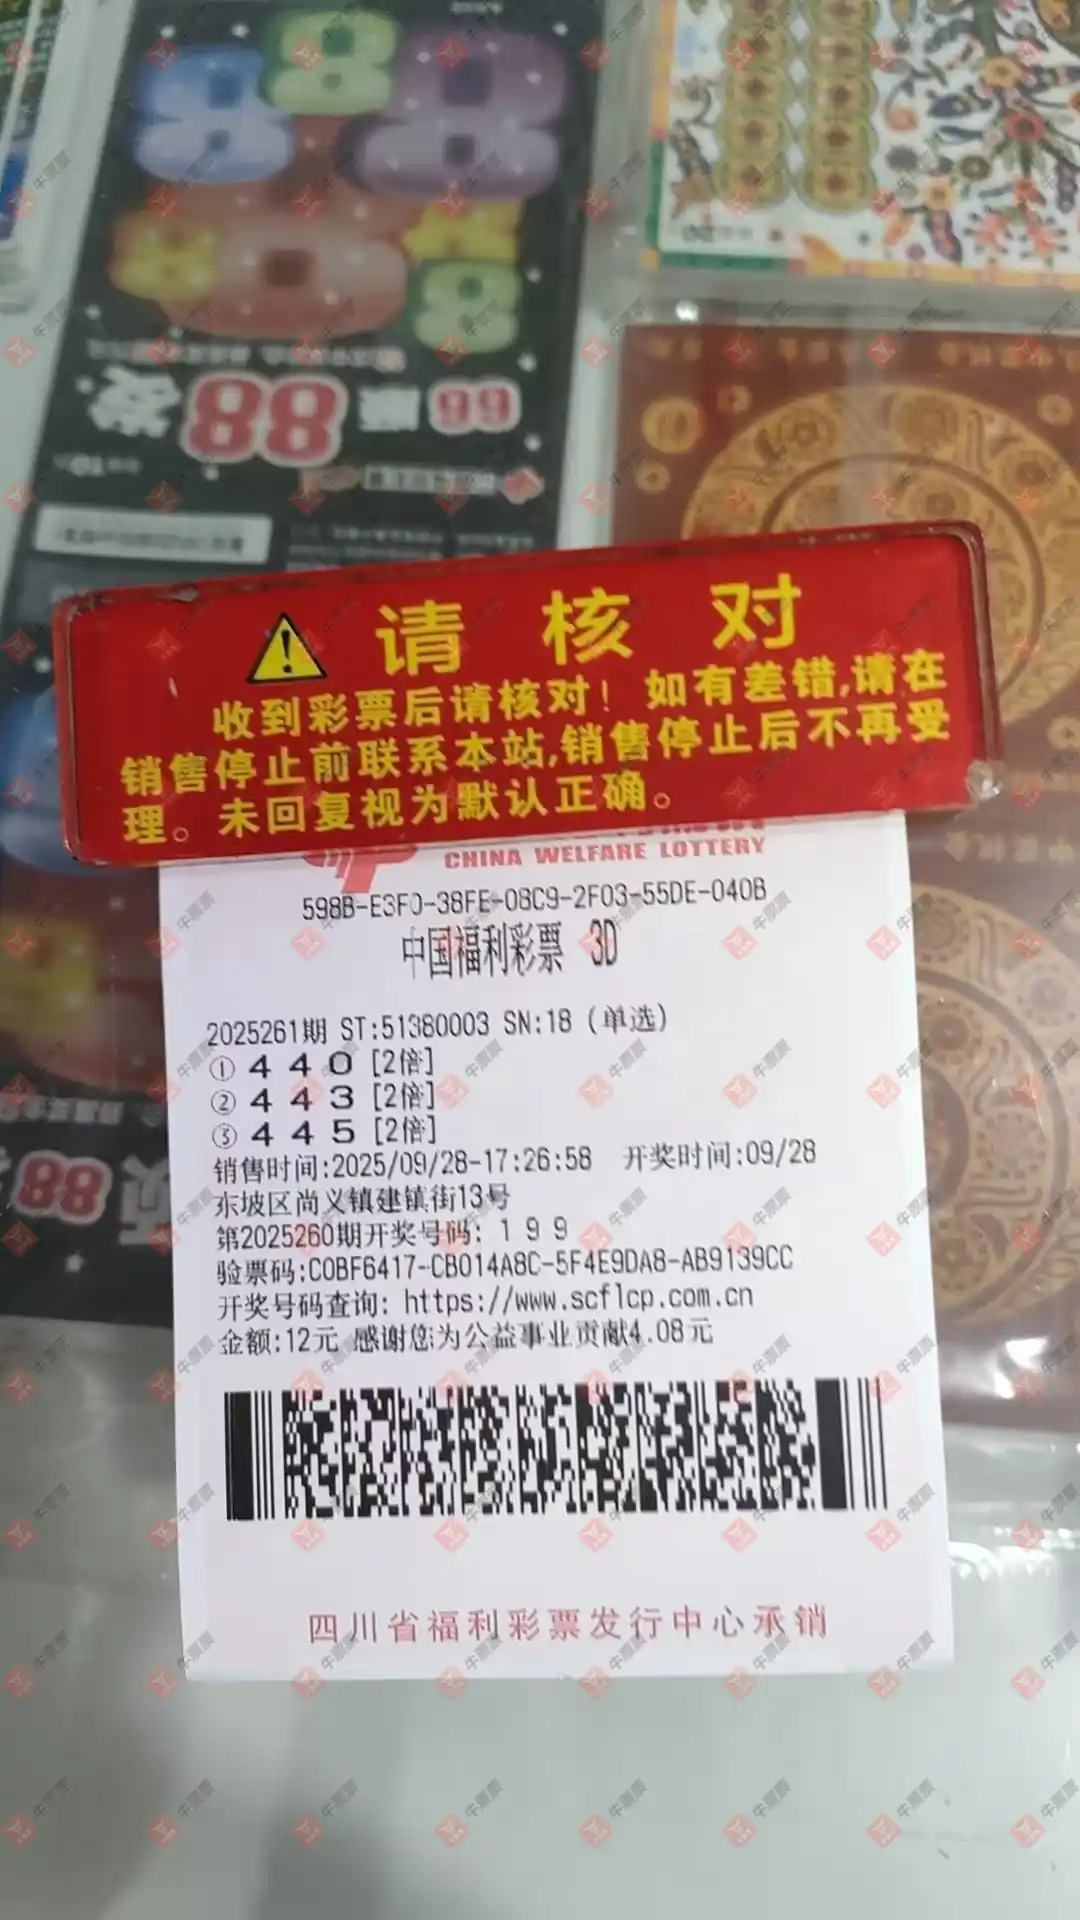 88
顺
66
请核对
收到彩票后请核对！如有差错,请在
销售停止前联系本站,销售停止后不再受
理。未回复视为默认正确。
CHINA WELFARE LOTTERY
598B-E3F0-38FE-08C9-2F03-55DE-040B
中国福利彩票 3D
2025261期 ST:51380003 SN:18 (单选)
① 4 4 0 [2倍]
② 4 4 3 [2倍]
③ 4 4 5 [2倍]
销售时间:2025/09/28-17:26:58 开奖时间:09/28
东坡区尚义镇建镇街13号
第2025260期开奖号码: 1 9 9
验票码:C0BF6417-CB014A8C-5F4E9DA8-AB9139CC
开奖号码查询: https://www.scflcp.com.cn
金额:12元 感谢您为公益事业贡献4.08元
四川省福利彩票发行中心承销
88
牛票票